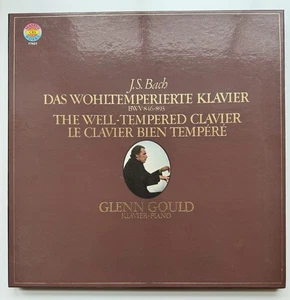 J.S. Bach
DAS WOHLTEMPERIERTE KLAVIER
BWV 846-893
THE WELL-TEMPERED CLAVIER
LE CLAVIER BIEN TEMPÉRÉ
GLENN GOULD
KLAVIER·PIANO